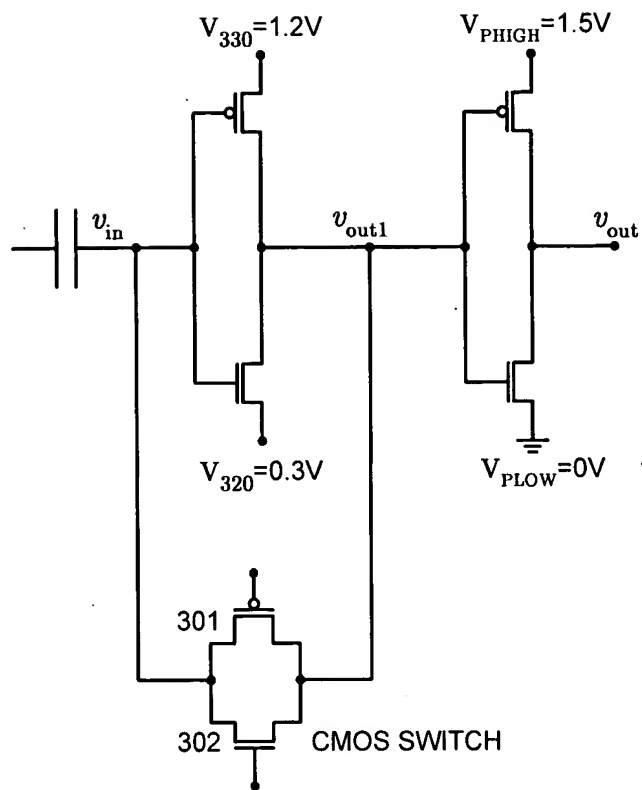 V330=1.2V
VPHIGH=1.5V
vin
vout1
vout
V320=0.3V
VPLOW=0V
301
302
CMOS SWITCH